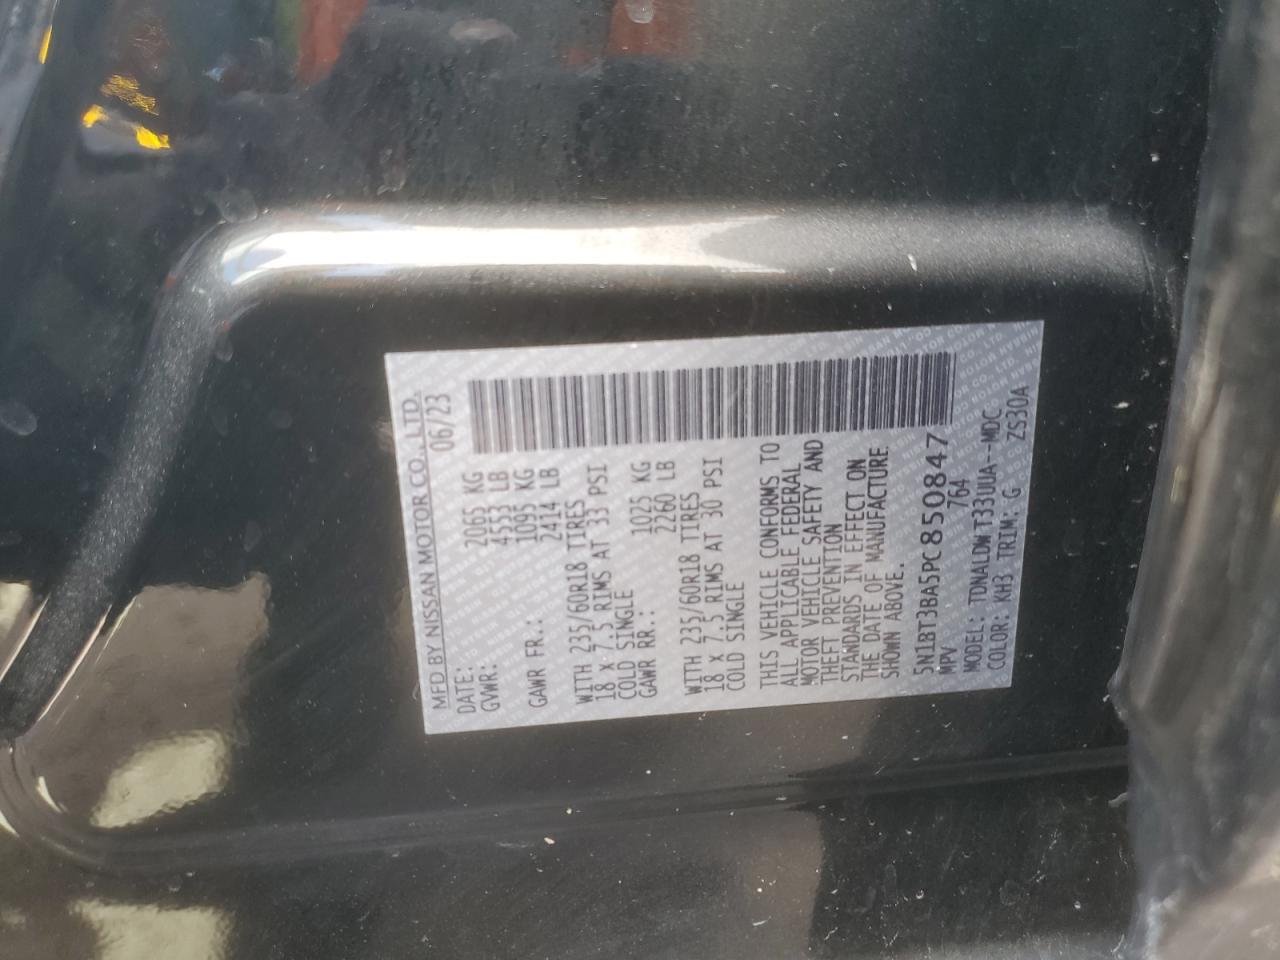 MFD BY NISSAN MOTOR CO., LTD.
DATE: 06/23
GVWR: 2065 KG
4553 LB
GAWR FR.: 1095 KG
2414 LB
WITH 235/60R18 TIRES
18 x 7.5 RIMS AT 33 PSI
COLD SINGLE
GAWR RR.: 1025 KG
2260 LB
WITH 235/60R18 TIRES
18 x 7.5 RIMS AT 30 PSI
COLD SINGLE
THIS VEHICLE CONFORMS TO
ALL APPLICABLE FEDERAL
MOTOR VEHICLE SAFETY AND
THEFT PREVENTION
STANDARDS IN EFFECT ON
THE DATE OF MANUFACTURE
SHOWN ABOVE.
5N1BT3BA5PC850847
MPV 764
MODEL: TDNALDW T33UUA--MDC
COLOR: KH3 TRIM: G ZS30A